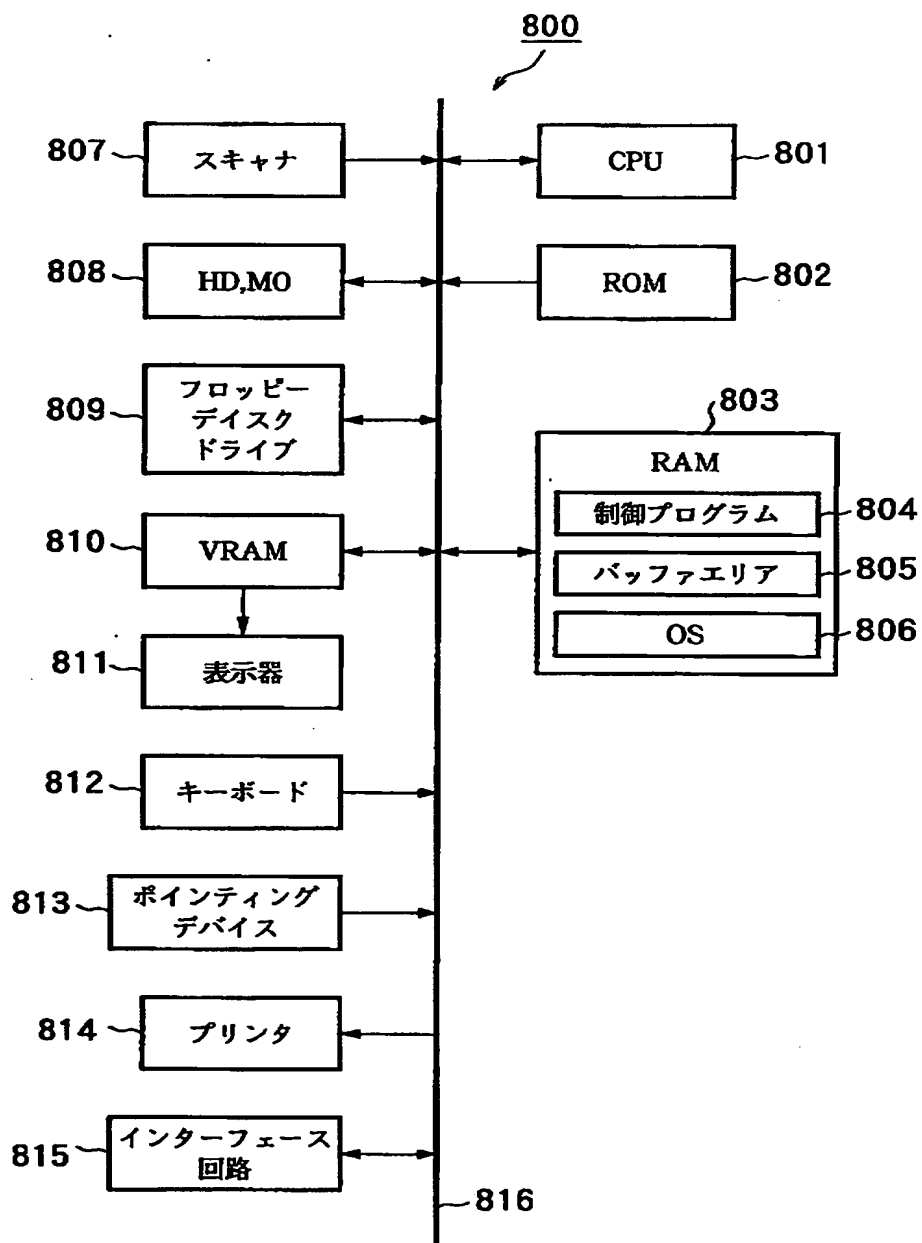 800
807
スキャナ
CPU
801
808
HD,MO
ROM
802
809
フロッピー
デイスク
ドライブ
803
RAM
制御プログラム
804
バッファエリア
805
OS
806
810
VRAM
811
表示器
812
キーボード
813
ポインティング
デバイス
814
プリンタ
815
インターフェース
回路
816